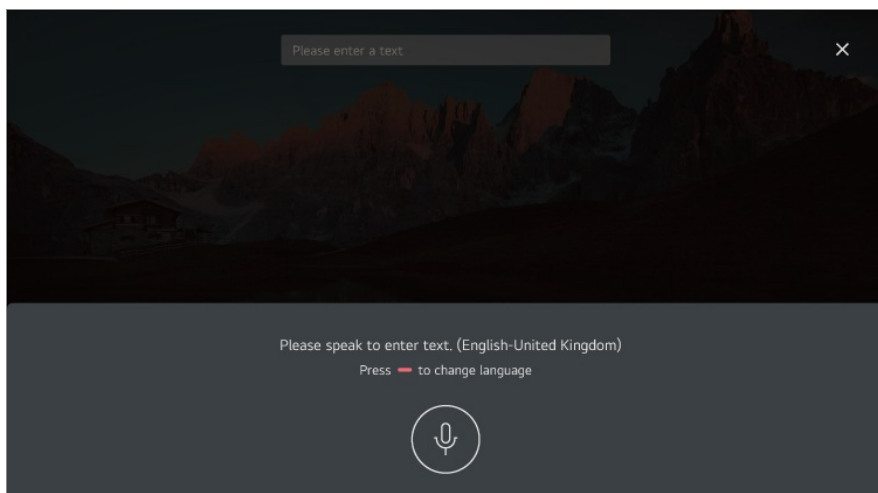 Please enter a text
Please speak to enter text. (English-United Kingdom)
Press to change language